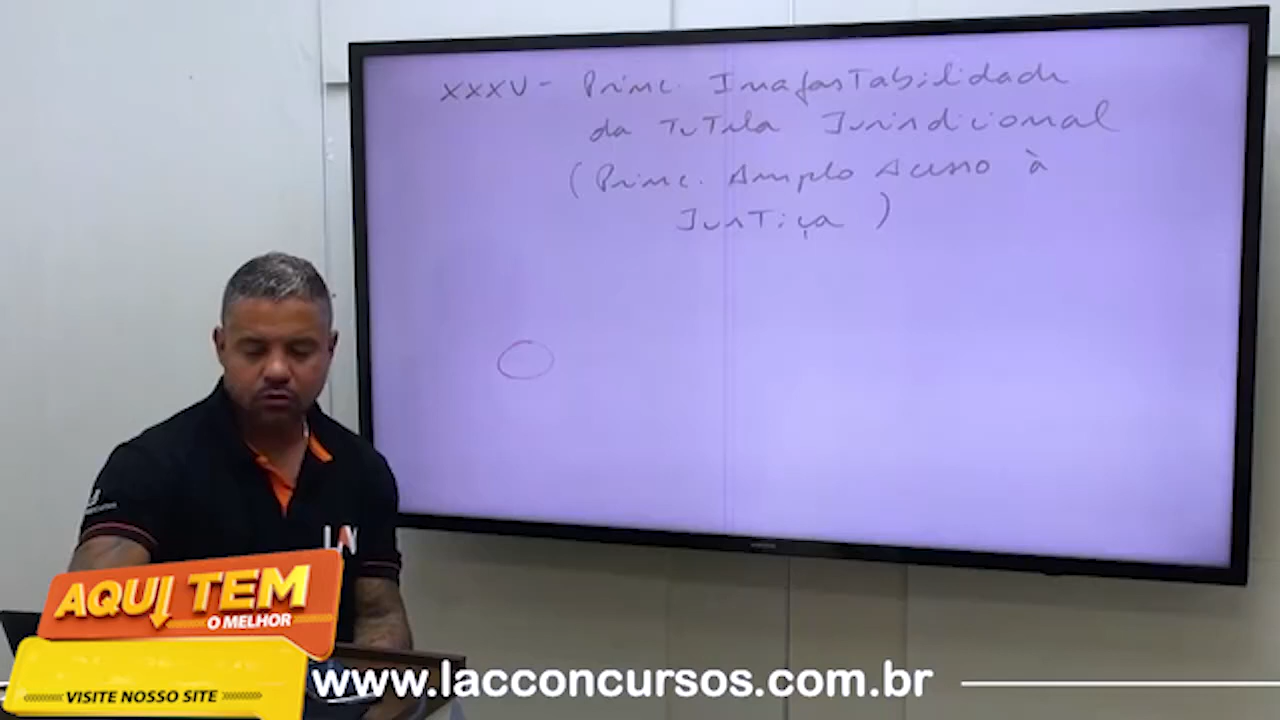 XXXV - Princ. Inafastabilidade
da Tutela Jurisdicional
(Princ. Amplo Acesso à
Justiça)
AQUI TEM
O MELHOR
VISITE NOSSO SITE
www.lacconcursos.com.br